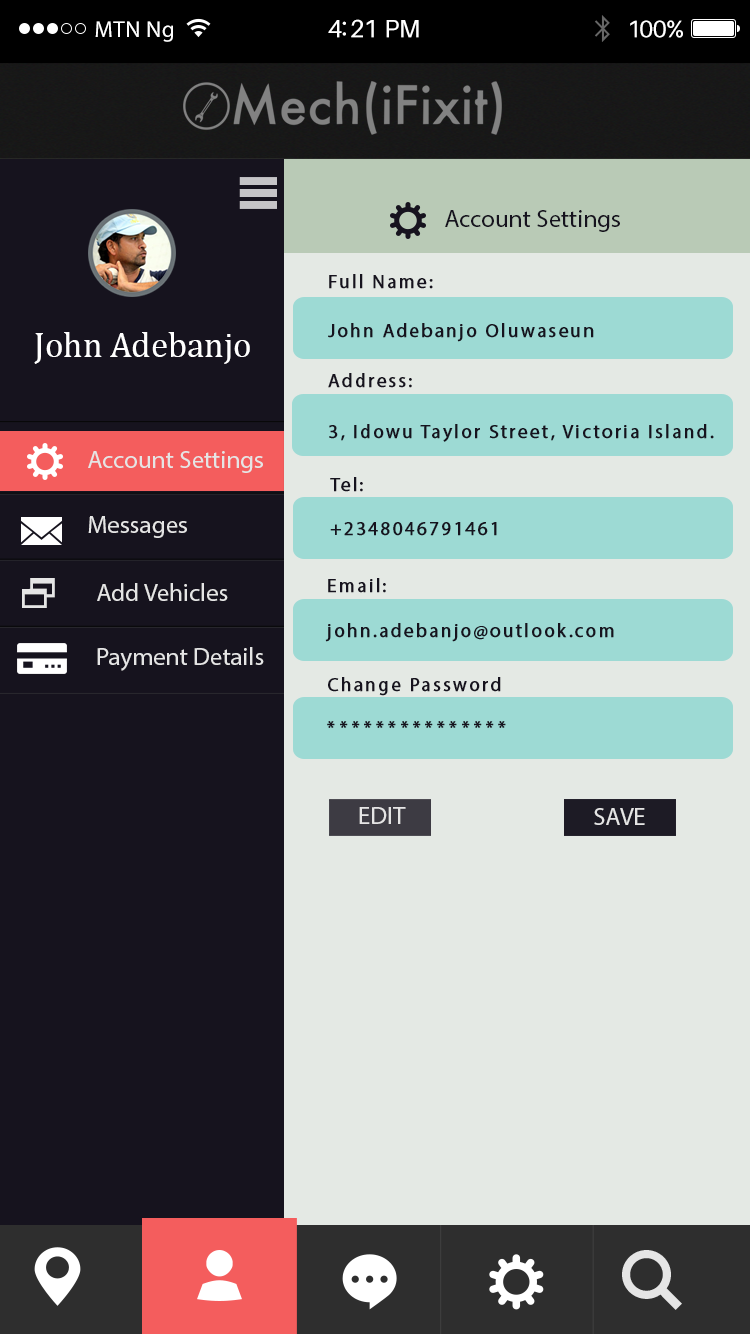 MTN Ng 4:21 PM 100%
Mech(iFixit)
John Adebanjo
Account Settings
Messages
Add Vehicles
Payment Details
Account Settings
Full Name:
John Adebanjo Oluwaseun
Address:
3, Idowu Taylor Street, Victoria Island.
Tel:
+2348046791461
Email:
john.adebanjo@outlook.com
Change Password
***************
EDIT SAVE